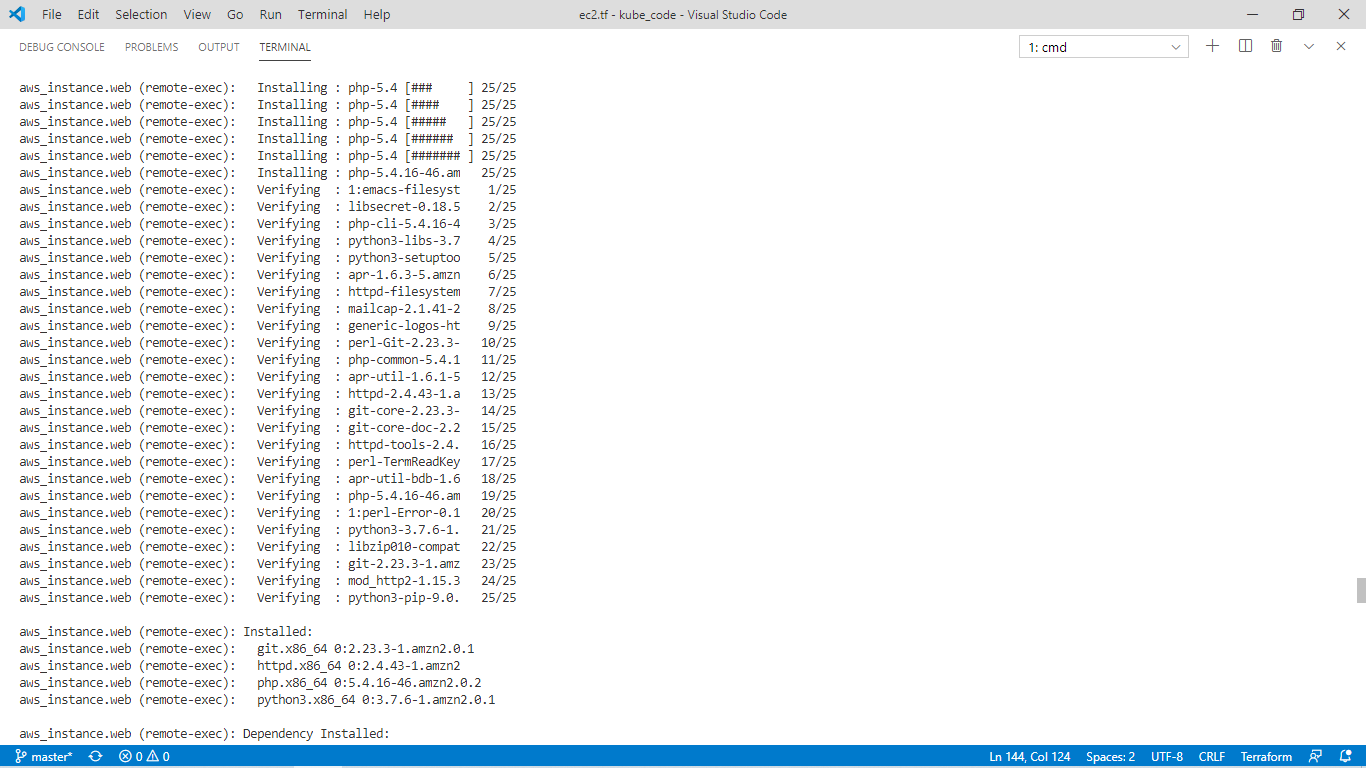 File Edit Selection View Go Run Terminal Help ec2.tf - kube_code - Visual Studio Code
DEBUG CONSOLE PROBLEMS OUTPUT TERMINAL 1: cmd
aws_instance.web (remote-exec):   Installing : php-5.4 [###     ] 25/25
aws_instance.web (remote-exec):   Installing : php-5.4 [####    ] 25/25
aws_instance.web (remote-exec):   Installing : php-5.4 [#####   ] 25/25
aws_instance.web (remote-exec):   Installing : php-5.4 [######  ] 25/25
aws_instance.web (remote-exec):   Installing : php-5.4 [####### ] 25/25
aws_instance.web (remote-exec):   Installing : php-5.4.16-46.am   25/25
aws_instance.web (remote-exec):   Verifying  : 1:emacs-filesyst    1/25
aws_instance.web (remote-exec):   Verifying  : libsecret-0.18.5    2/25
aws_instance.web (remote-exec):   Verifying  : php-cli-5.4.16-4    3/25
aws_instance.web (remote-exec):   Verifying  : python3-libs-3.7    4/25
aws_instance.web (remote-exec):   Verifying  : python3-setuptoo    5/25
aws_instance.web (remote-exec):   Verifying  : apr-1.6.3-5.amzn    6/25
aws_instance.web (remote-exec):   Verifying  : httpd-filesystem    7/25
aws_instance.web (remote-exec):   Verifying  : mailcap-2.1.41-2    8/25
aws_instance.web (remote-exec):   Verifying  : generic-logos-ht    9/25
aws_instance.web (remote-exec):   Verifying  : perl-Git-2.23.3-   10/25
aws_instance.web (remote-exec):   Verifying  : php-common-5.4.1   11/25
aws_instance.web (remote-exec):   Verifying  : apr-util-1.6.1-5   12/25
aws_instance.web (remote-exec):   Verifying  : httpd-2.4.43-1.a   13/25
aws_instance.web (remote-exec):   Verifying  : git-core-2.23.3-   14/25
aws_instance.web (remote-exec):   Verifying  : git-core-doc-2.2   15/25
aws_instance.web (remote-exec):   Verifying  : httpd-tools-2.4.   16/25
aws_instance.web (remote-exec):   Verifying  : perl-TermReadKey   17/25
aws_instance.web (remote-exec):   Verifying  : apr-util-bdb-1.6   18/25
aws_instance.web (remote-exec):   Verifying  : php-5.4.16-46.am   19/25
aws_instance.web (remote-exec):   Verifying  : 1:perl-Error-0.1   20/25
aws_instance.web (remote-exec):   Verifying  : python3-3.7.6-1.   21/25
aws_instance.web (remote-exec):   Verifying  : libzip010-compat   22/25
aws_instance.web (remote-exec):   Verifying  : git-2.23.3-1.amz   23/25
aws_instance.web (remote-exec):   Verifying  : mod_http2-1.15.3   24/25
aws_instance.web (remote-exec):   Verifying  : python3-pip-9.0.   25/25
aws_instance.web (remote-exec): Installed:
aws_instance.web (remote-exec):   git.x86_64 0:2.23.3-1.amzn2.0.1
aws_instance.web (remote-exec):   httpd.x86_64 0:2.4.43-1.amzn2
aws_instance.web (remote-exec):   php.x86_64 0:5.4.16-46.amzn2.0.2
aws_instance.web (remote-exec):   python3.x86_64 0:3.7.6-1.amzn2.0.1
aws_instance.web (remote-exec): Dependency Installed:
master* 0 0 Ln 144, Col 124 Spaces: 2 UTF-8 CRLF Terraform